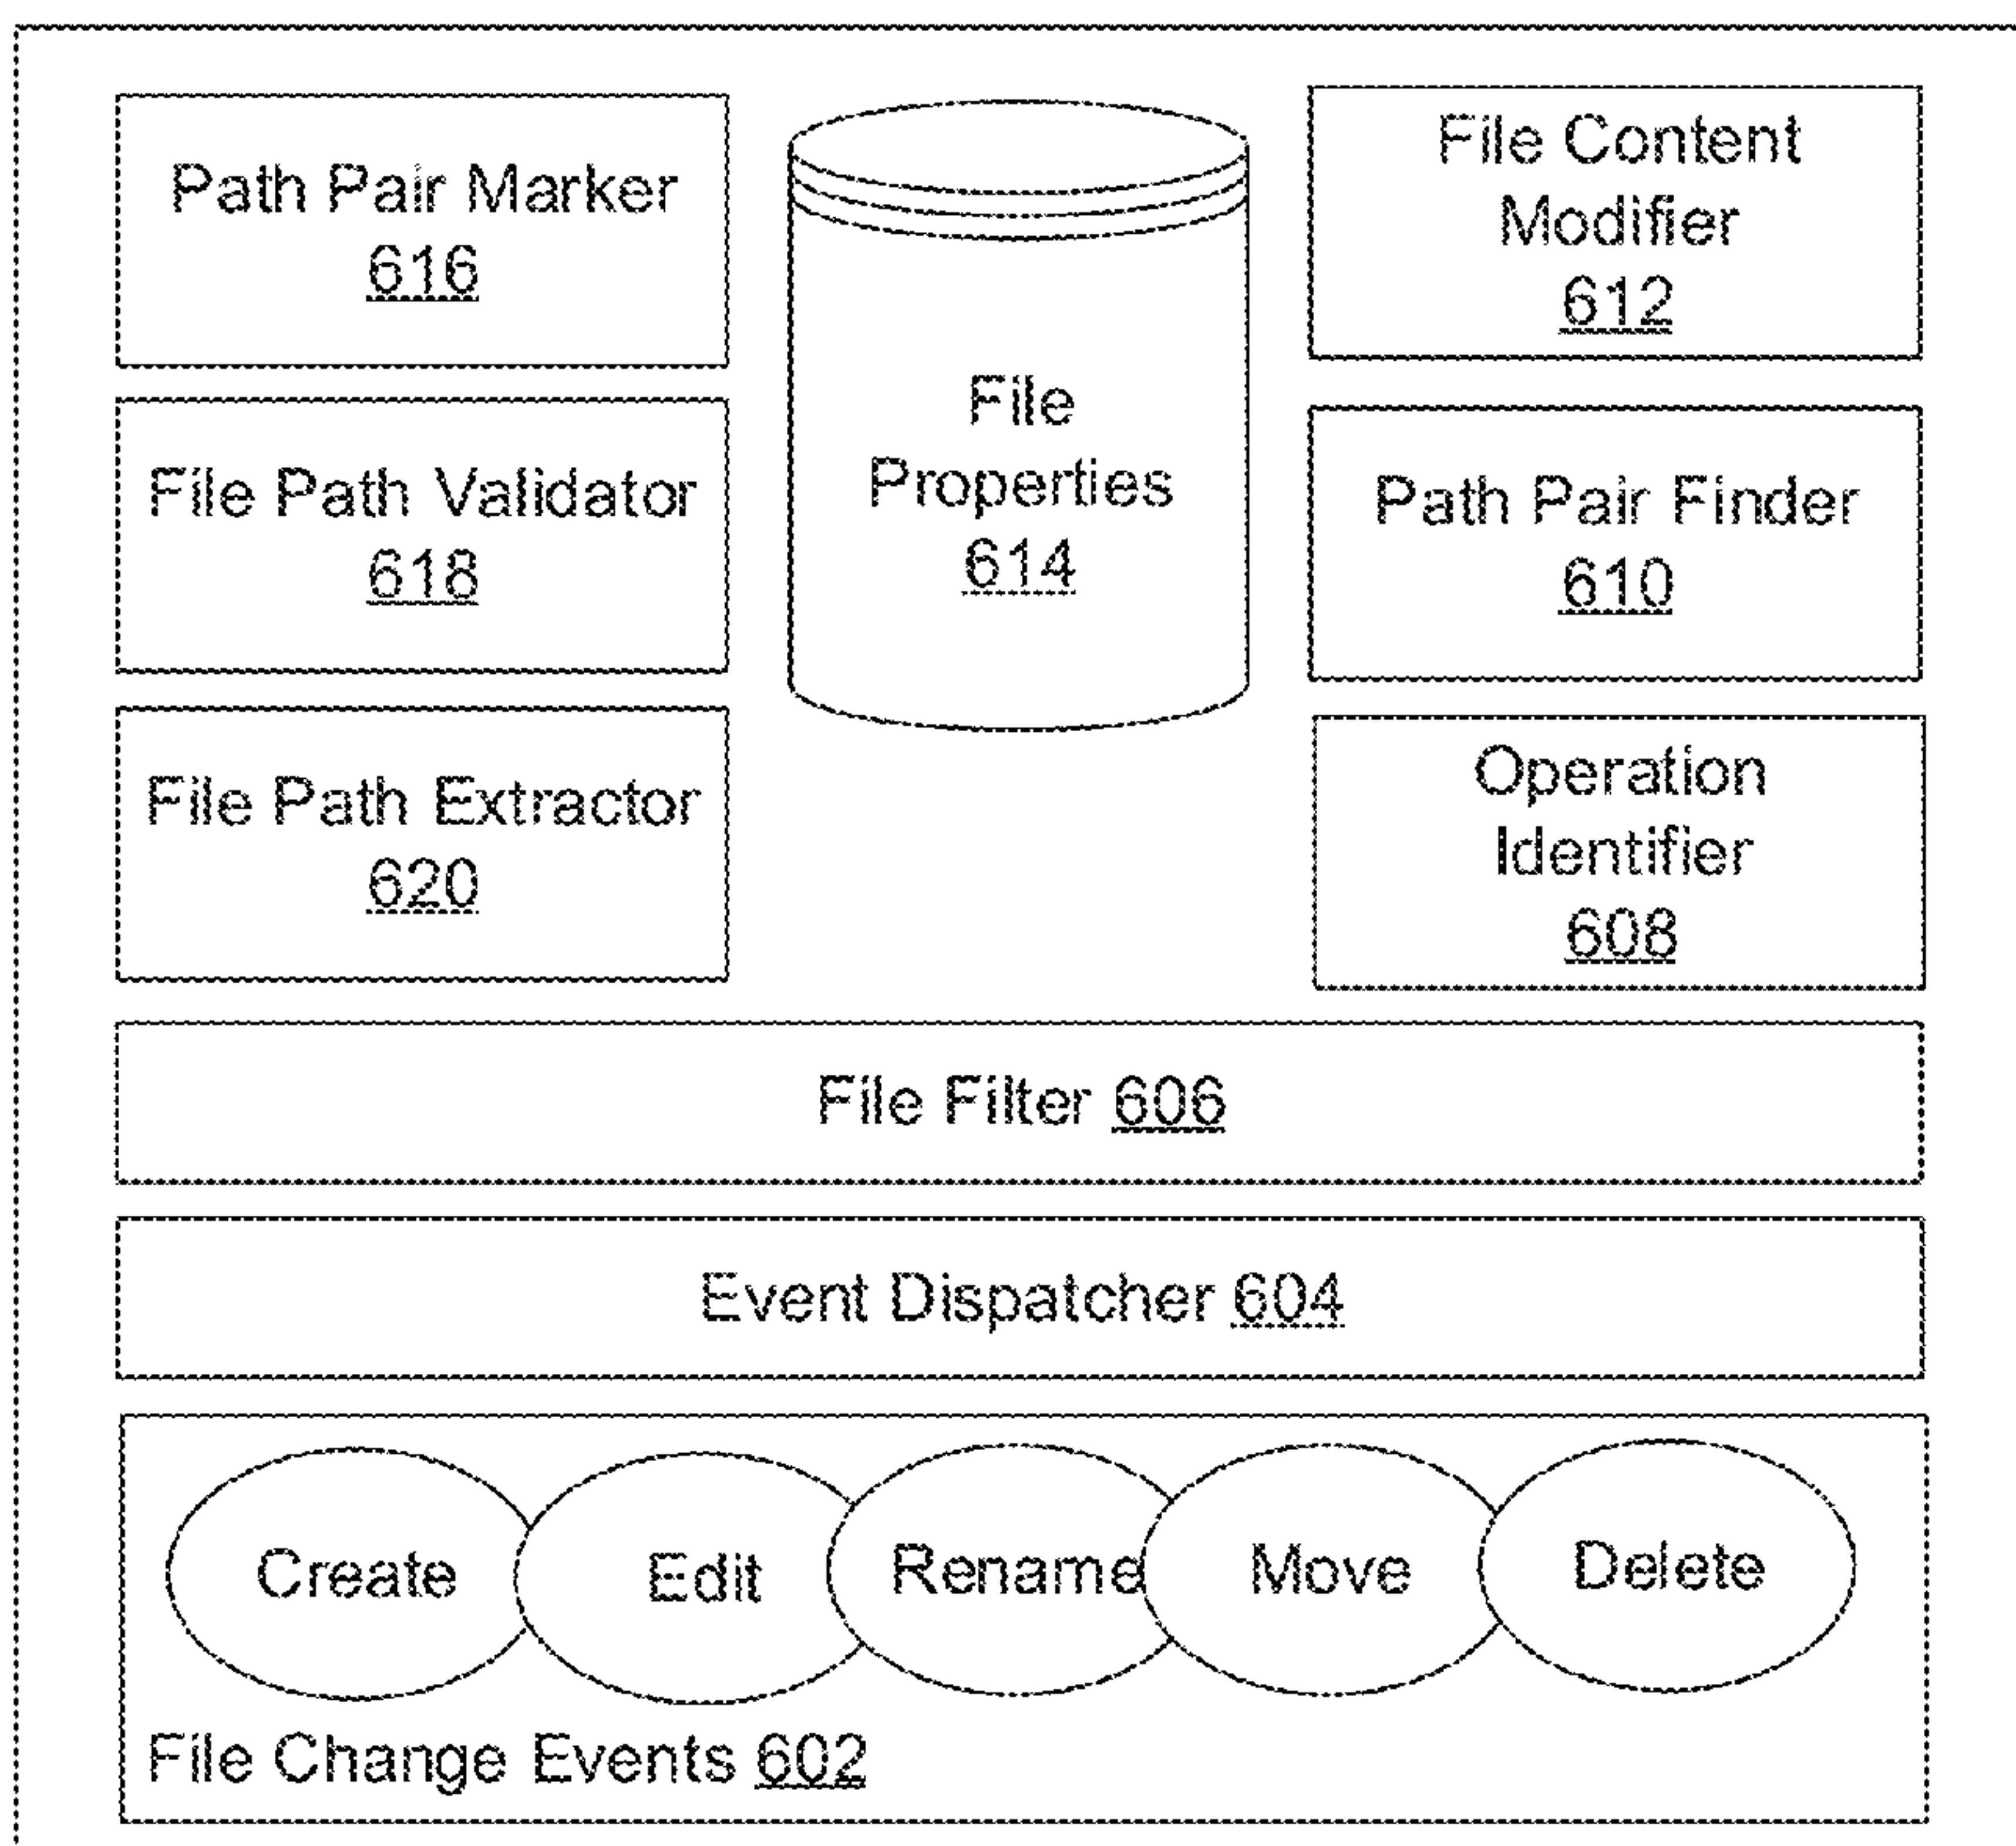 Path Pair Marker
616
File Path Validator
618
File Path Extractor
620
File
Properties
614
File Content
Modifier
612
Path Pair Finder
610
Operation
Identifier
608
File Filter 606
Event Dispatcher 604
Create
Edit
Rename
Move
Delete
File Change Events 602